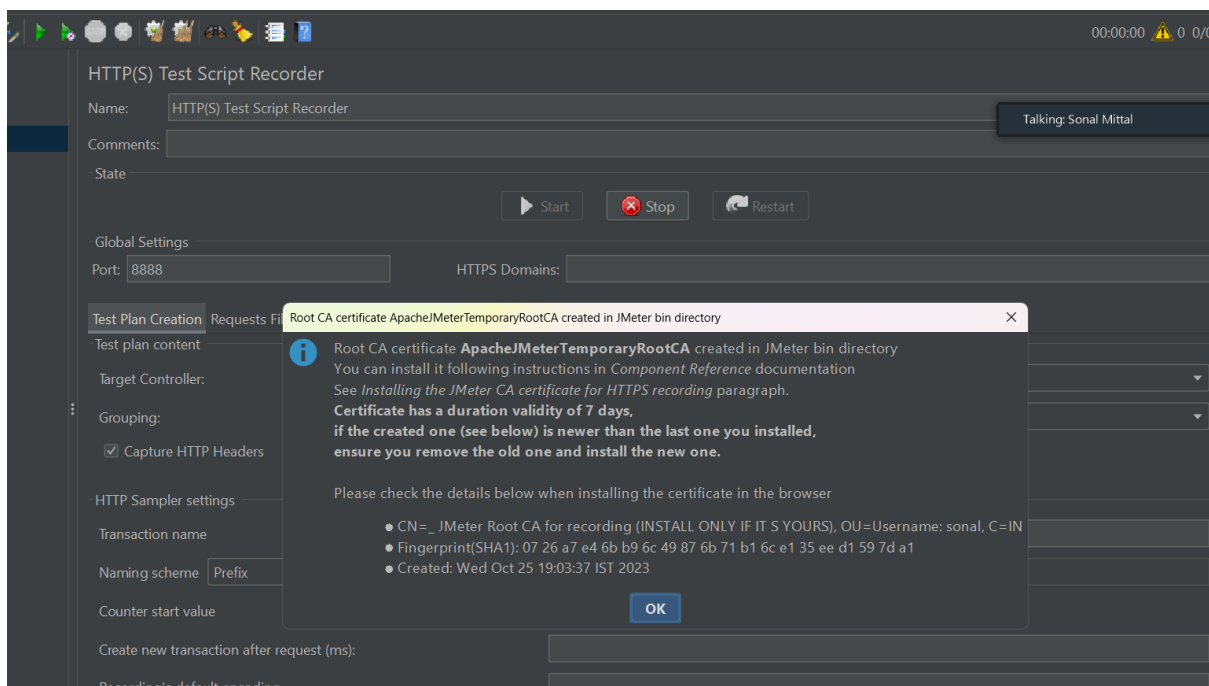 00:00:00 0 0/
HTTP(S) Test Script Recorder
Name: HTTP(S) Test Script Recorder
Talking: Sonal Mittal
Comments:
State
Start Stop Restart
Global Settings
Port: 8888 HTTPS Domains:
Test Plan Creation Requests Fi
Root CA certificate ApacheJMeterTemporaryRootCA created in JMeter bin directory
Test plan content
Root CA certificate ApacheJMeterTemporaryRootCA created in JMeter bin directory
You can install it following instructions in Component Reference documentation
Target Controller:
See Installing the JMeter CA certificate for HTTPS recording paragraph.
Certificate has a duration validity of 7 days,
Grouping:
if the created one (see below) is newer than the last one you installed,
Capture HTTP Headers
ensure you remove the old one and install the new one.
HTTP Sampler settings
Please check the details below when installing the certificate in the browser
Transaction name
CN=_ JMeter Root CA for recording (INSTALL ONLY IF IT S YOURS), OU=Username: sonal, C=IN
Fingerprint(SHA1): 07 26 a7 e4 6b b9 6c 49 87 6b 71 b1 6c e1 35 ee d1 59 7d a1
Naming scheme Prefix
Created: Wed Oct 25 19:03:37 IST 2023
Counter start value
OK
Create new transaction after request (ms):